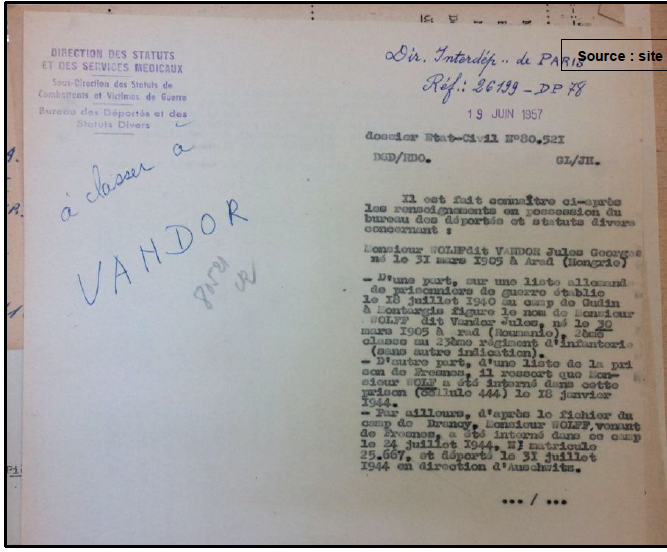 DIRECTION DES STATUTS
ET DES SERVICES MEDICAUX
Sous-Direction des Statuts de
Combattants et Victimes de Guerre
Bureau des Déportés et des
Statuts Divers
à classer à
VANDOR
Dir. Interdép.. de PARIS
Source : site
Réf.: 26199 - DP 78
19 JUIN 1957
dossier Etat-Civil N°80.521
DSD/RDO. GL/JH.
Il est fait connaître ci-après
les renseignements en possession du
bureau des déportés et statuts divers
concernant :
Monsieur WOLFFdit VANDOR Jules Georges
né le 31 mars 1905 à Arad (Hongrie)
- D'une part, sur une liste allemande
de prisonniers de guerre établie
le 18 juillet 1940 au camp de Gudin
à Montargis figure le nom de Monsieur
WOLFF dit Vandor Jules, né le 30
mars 1905 à rad (Roumanie), 2ème
classe au 23ème régiment d'infanterie
(sans autre indication).
- D'autre part, d'une liste de la pri
son de Fresnes, il ressort que Mon-
sieur WOLF a été interné dans cette
prison (cellule 444) le 18 janvier
1944.
- Par ailleurs, d'après le fichier du
camp de Drancy, Monsieur WOLFF, venant
de Fresnes, a été interné dans ce camp
le 24 juillet 1944, N° matricule
25.667, et déporté le 31 juillet
1944 en direction d'Auschwits.
... / ...